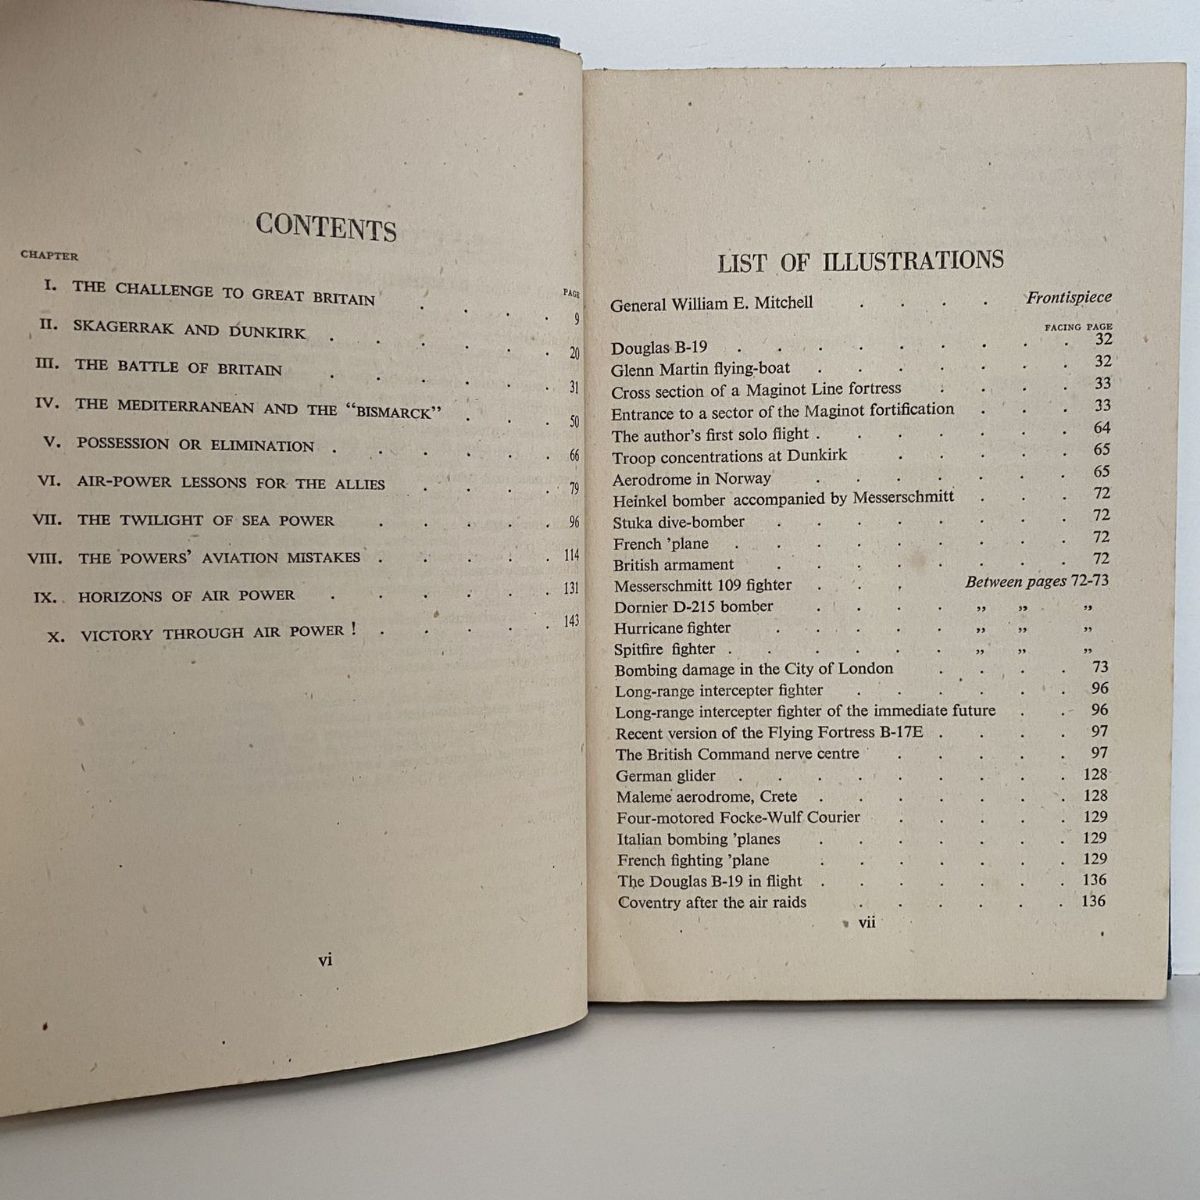 CONTENTS
CHAPTER
PAGE
I. THE CHALLENGE TO GREAT BRITAIN . . . . 9
II. SKAGERRAK AND DUNKIRK . . . . . . 20
III. THE BATTLE OF BRITAIN . . . . . . 31
IV. THE MEDITERRANEAN AND THE "BISMARCK" . . . 50
V. POSSESSION OR ELIMINATION . . . . . . 66
VI. AIR-POWER LESSONS FOR THE ALLIES . . . . 79
VII. THE TWILIGHT OF SEA POWER . . . . . 96
VIII. THE POWERS' AVIATION MISTAKES . . . . . 114
IX. HORIZONS OF AIR POWER . . . . . . 131
X. VICTORY THROUGH AIR POWER ! . . . . . 143
vi
LIST OF ILLUSTRATIONS
General William E. Mitchell . . . . Frontispiece
FACING PAGE
Douglas B-19 . . . . . . . . . 32
Glenn Martin flying-boat . . . . . . . 32
Cross section of a Maginot Line fortress . . . . 33
Entrance to a sector of the Maginot fortification . . . 33
The author's first solo flight . . . . . . . 64
Troop concentrations at Dunkirk . . . . . 65
Aerodrome in Norway . . . . . . . 65
Heinkel bomber accompanied by Messerschmitt . . . 72
Stuka dive-bomber . . . . . . . . 72
French 'plane . . . . . . . . . 72
British armament . . . . . . . . 72
Messerschmitt 109 fighter . . . Between pages 72-73
Dornier D-215 bomber . . . . „ „ „
Hurricane fighter . . . . . „ „ „
Spitfire fighter . . . . . . „ „ „
Bombing damage in the City of London . . . . 73
Long-range intercepter fighter . . . . . . 96
Long-range intercepter fighter of the immediate future . . 96
Recent version of the Flying Fortress B-17E . . . . 97
The British Command nerve centre . . . . . 97
German glider . . . . . . . . . 128
Maleme aerodrome, Crete . . . . . . . 128
Four-motored Focke-Wulf Courier . . . . . 129
Italian bombing 'planes . . . . . . . 129
French fighting 'plane . . . . . . . 129
The Douglas B-19 in flight . . . . . . . 136
Coventry after the air raids . . . . . . 136
vii